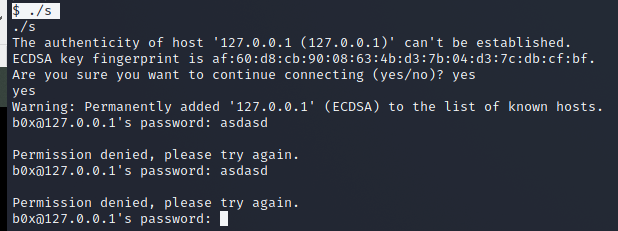 $ ./s
./s
The authenticity of host '127.0.0.1 (127.0.0.1)' can't be established.
ECDSA key fingerprint is af:60:d8:cb:90:08:63:4b:d3:7b:04:d3:7c:db:cf:bf.
Are you sure you want to continue connecting (yes/no)? yes
yes
Warning: Permanently added '127.0.0.1' (ECDSA) to the list of known hosts.
b0x@127.0.0.1's password: asdasd
Permission denied, please try again.
b0x@127.0.0.1's password: asdasd
Permission denied, please try again.
b0x@127.0.0.1's password: